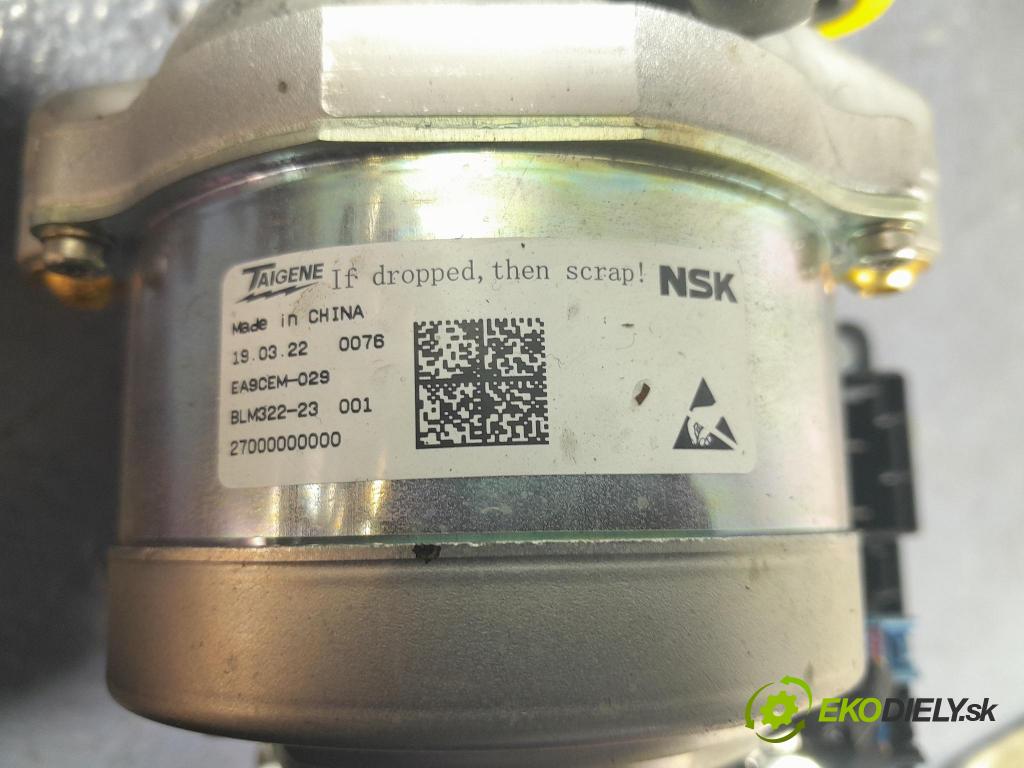 TAIGENE If dropped, then scrap! NSK
Made in CHINA
19.03.22 0076
EA9CEM-029
BLM322-23 001
27000000000
EKODIELY.sk